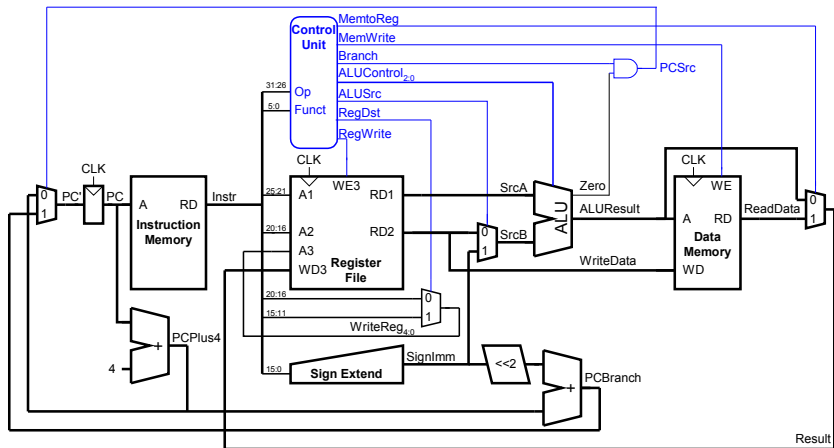 MemtoReg
Control
Unit
MemWrite
Branch
ALUControl2:0
PCSrc
31:26
Op
ALUSrc
5:0
Funct
RegDst
RegWrite
CLK
CLK
CLK
0
1
PC'
PC
A
RD
Instr
Instruction
Memory
25:21
A1
WE3
RD1
SrcA
Zero
WE
0
1
20:16
A2
RD2
0
1
SrcB
ALU
ALUResult
A
RD
ReadData
A3
Data
Memory
WD3
Register
File
WriteData
WD
20:16
0
15:11
1
WriteReg4:0
PCPlus4
+
4
SignImm
15:0
Sign Extend
<<2
+
PCBranch
Result